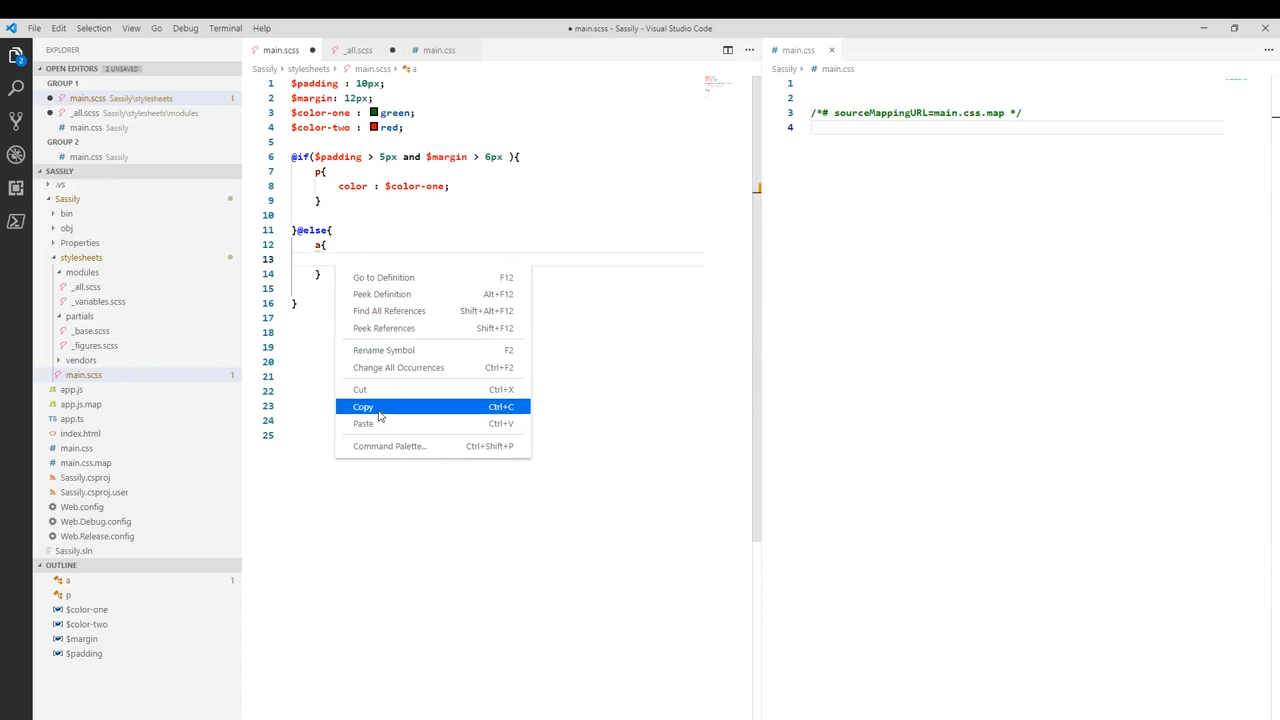 File Edit Selection View Go Debug Terminal Help
● main.scss - Sassily - Visual Studio Code
EXPLORER
OPEN EDITORS 2 UNSAVED
GROUP 1
main.scss Sassily\stylesheets 1
_all.scss Sassily\stylesheets\modules
main.css Sassily
GROUP 2
main.css Sassily
SASSILY
.vs
Sassily
bin
obj
Properties
stylesheets
modules
_all.scss
_variables.scss
partials
_base.scss
_figures.scss
vendors
main.scss 1
app.js
app.js.map
app.ts
index.html
main.css
main.css.map
Sassily.csproj
Sassily.csproj.user
Web.config
Web.Debug.config
Web.Release.config
Sassily.sln
OUTLINE
a 1
p
$color-one
$color-two
$margin
$padding
2
main.scss _all.scss main.css
Sassily stylesheets main.scss a
1 $padding : 10px;
2 $margin: 12px;
3 $color-one : green;
4 $color-two : red;
5
6 @if($padding > 5px and $margin > 6px ){
7 p{
8 color : $color-one;
9 }
10
11 }@else{
12 a{
13
14 }
15
16 }
17
18
19
20
21
22
23
24
25
Go to Definition F12
Peek Definition Alt+F12
Find All References Shift+Alt+F12
Peek References Shift+F12
Rename Symbol F2
Change All Occurrences Ctrl+F2
Cut Ctrl+X
Copy Ctrl+C
Paste Ctrl+V
Command Palette... Ctrl+Shift+P
main.css
Sassily main.css
1
2
3 /*# sourceMappingURL=main.css.map */
4